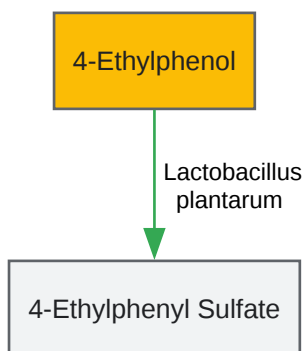 4-Ethylphenol
Lactobacillus
plantarum
4-Ethylphenyl Sulfate